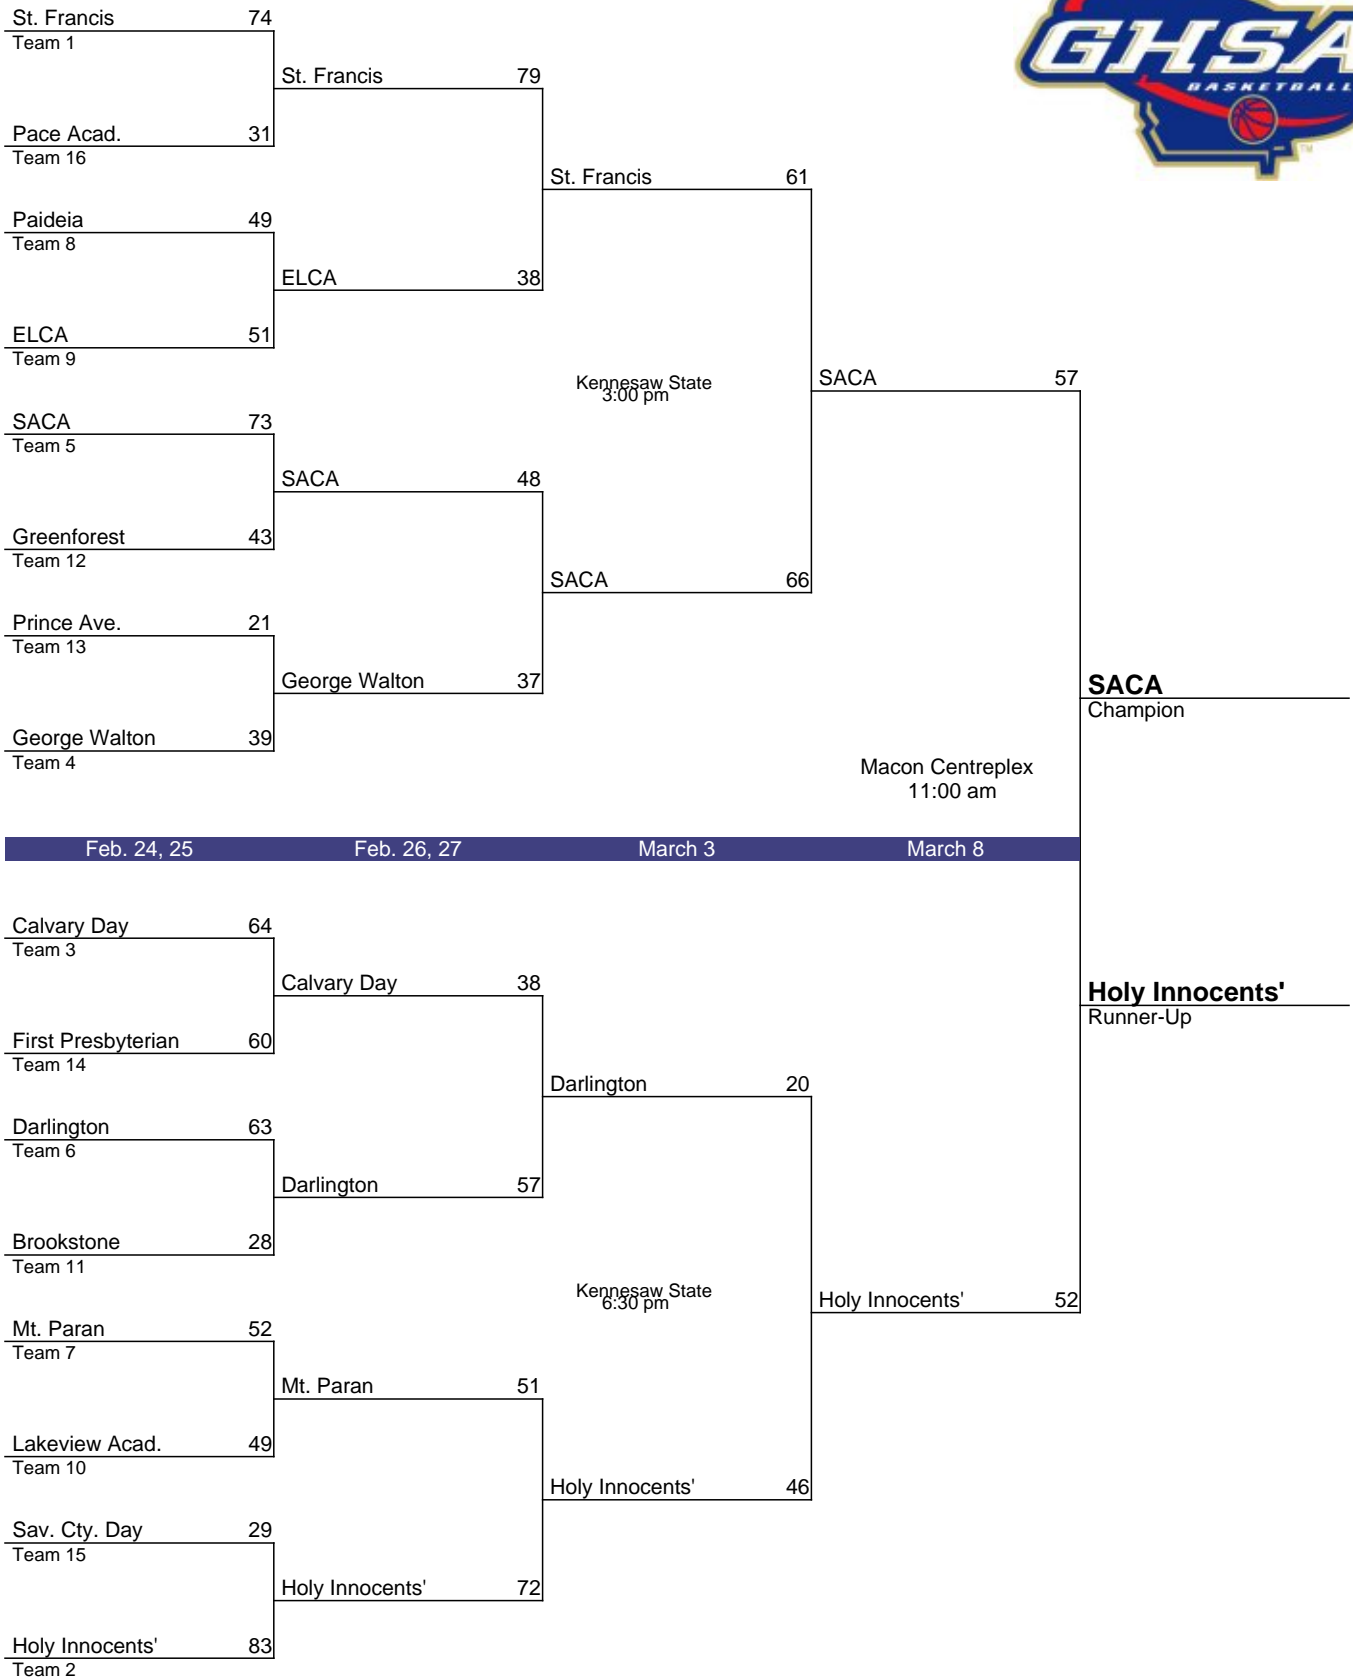 St. Francis 74
Team 1
St. Francis 79
Pace Acad. 31
Team 16
St. Francis 61
Paideia 49
Team 8
ELCA 38
ELCA 51
Team 9
Kennesaw State
3:00 pm
SACA 57
SACA 73
Team 5
SACA 48
Greenforest 43
Team 12
SACA 66
Prince Ave. 21
Team 13
George Walton 37
SACA
Champion
George Walton 39
Team 4
Macon Centreplex
11:00 am
Feb. 24, 25 Feb. 26, 27 March 3 March 8
Calvary Day 64
Team 3
Calvary Day 38
Holy Innocents'
Runner-Up
First Presbyterian 60
Team 14
Darlington 20
Darlington 63
Team 6
Darlington 57
Brookstone 28
Team 11
Kennesaw State
6:30 pm
Holy Innocents' 52
Mt. Paran 52
Team 7
Mt. Paran 51
Lakeview Acad. 49
Team 10
Holy Innocents' 46
Sav. Cty. Day 29
Team 15
Holy Innocents' 72
Holy Innocents' 83
Team 2
GHSA
BASKETBALL
TM